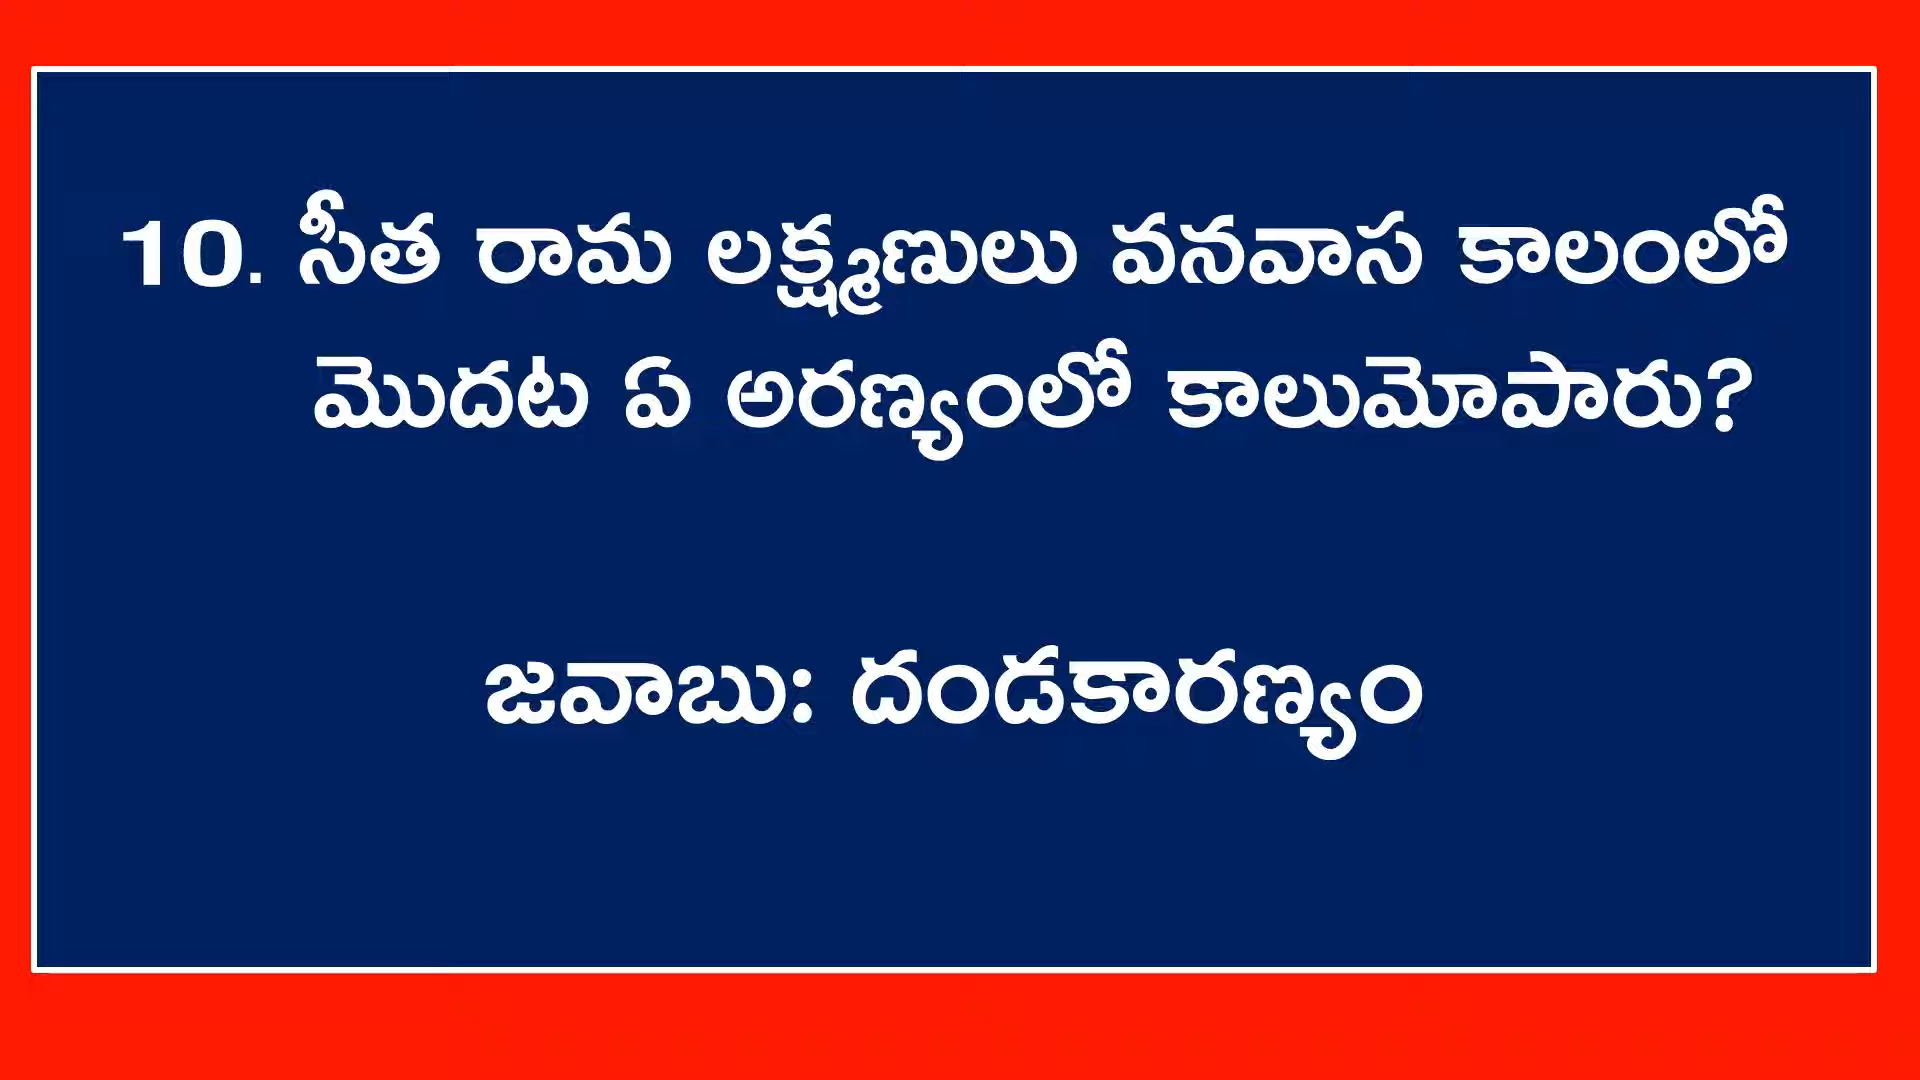 10. సీత రామ లక్ష్మణులు వనవాస కాలంలో
మొదట ఏ అరణ్యంలో కాలుమోపారు?
జవాబు: దండకారణ్యం